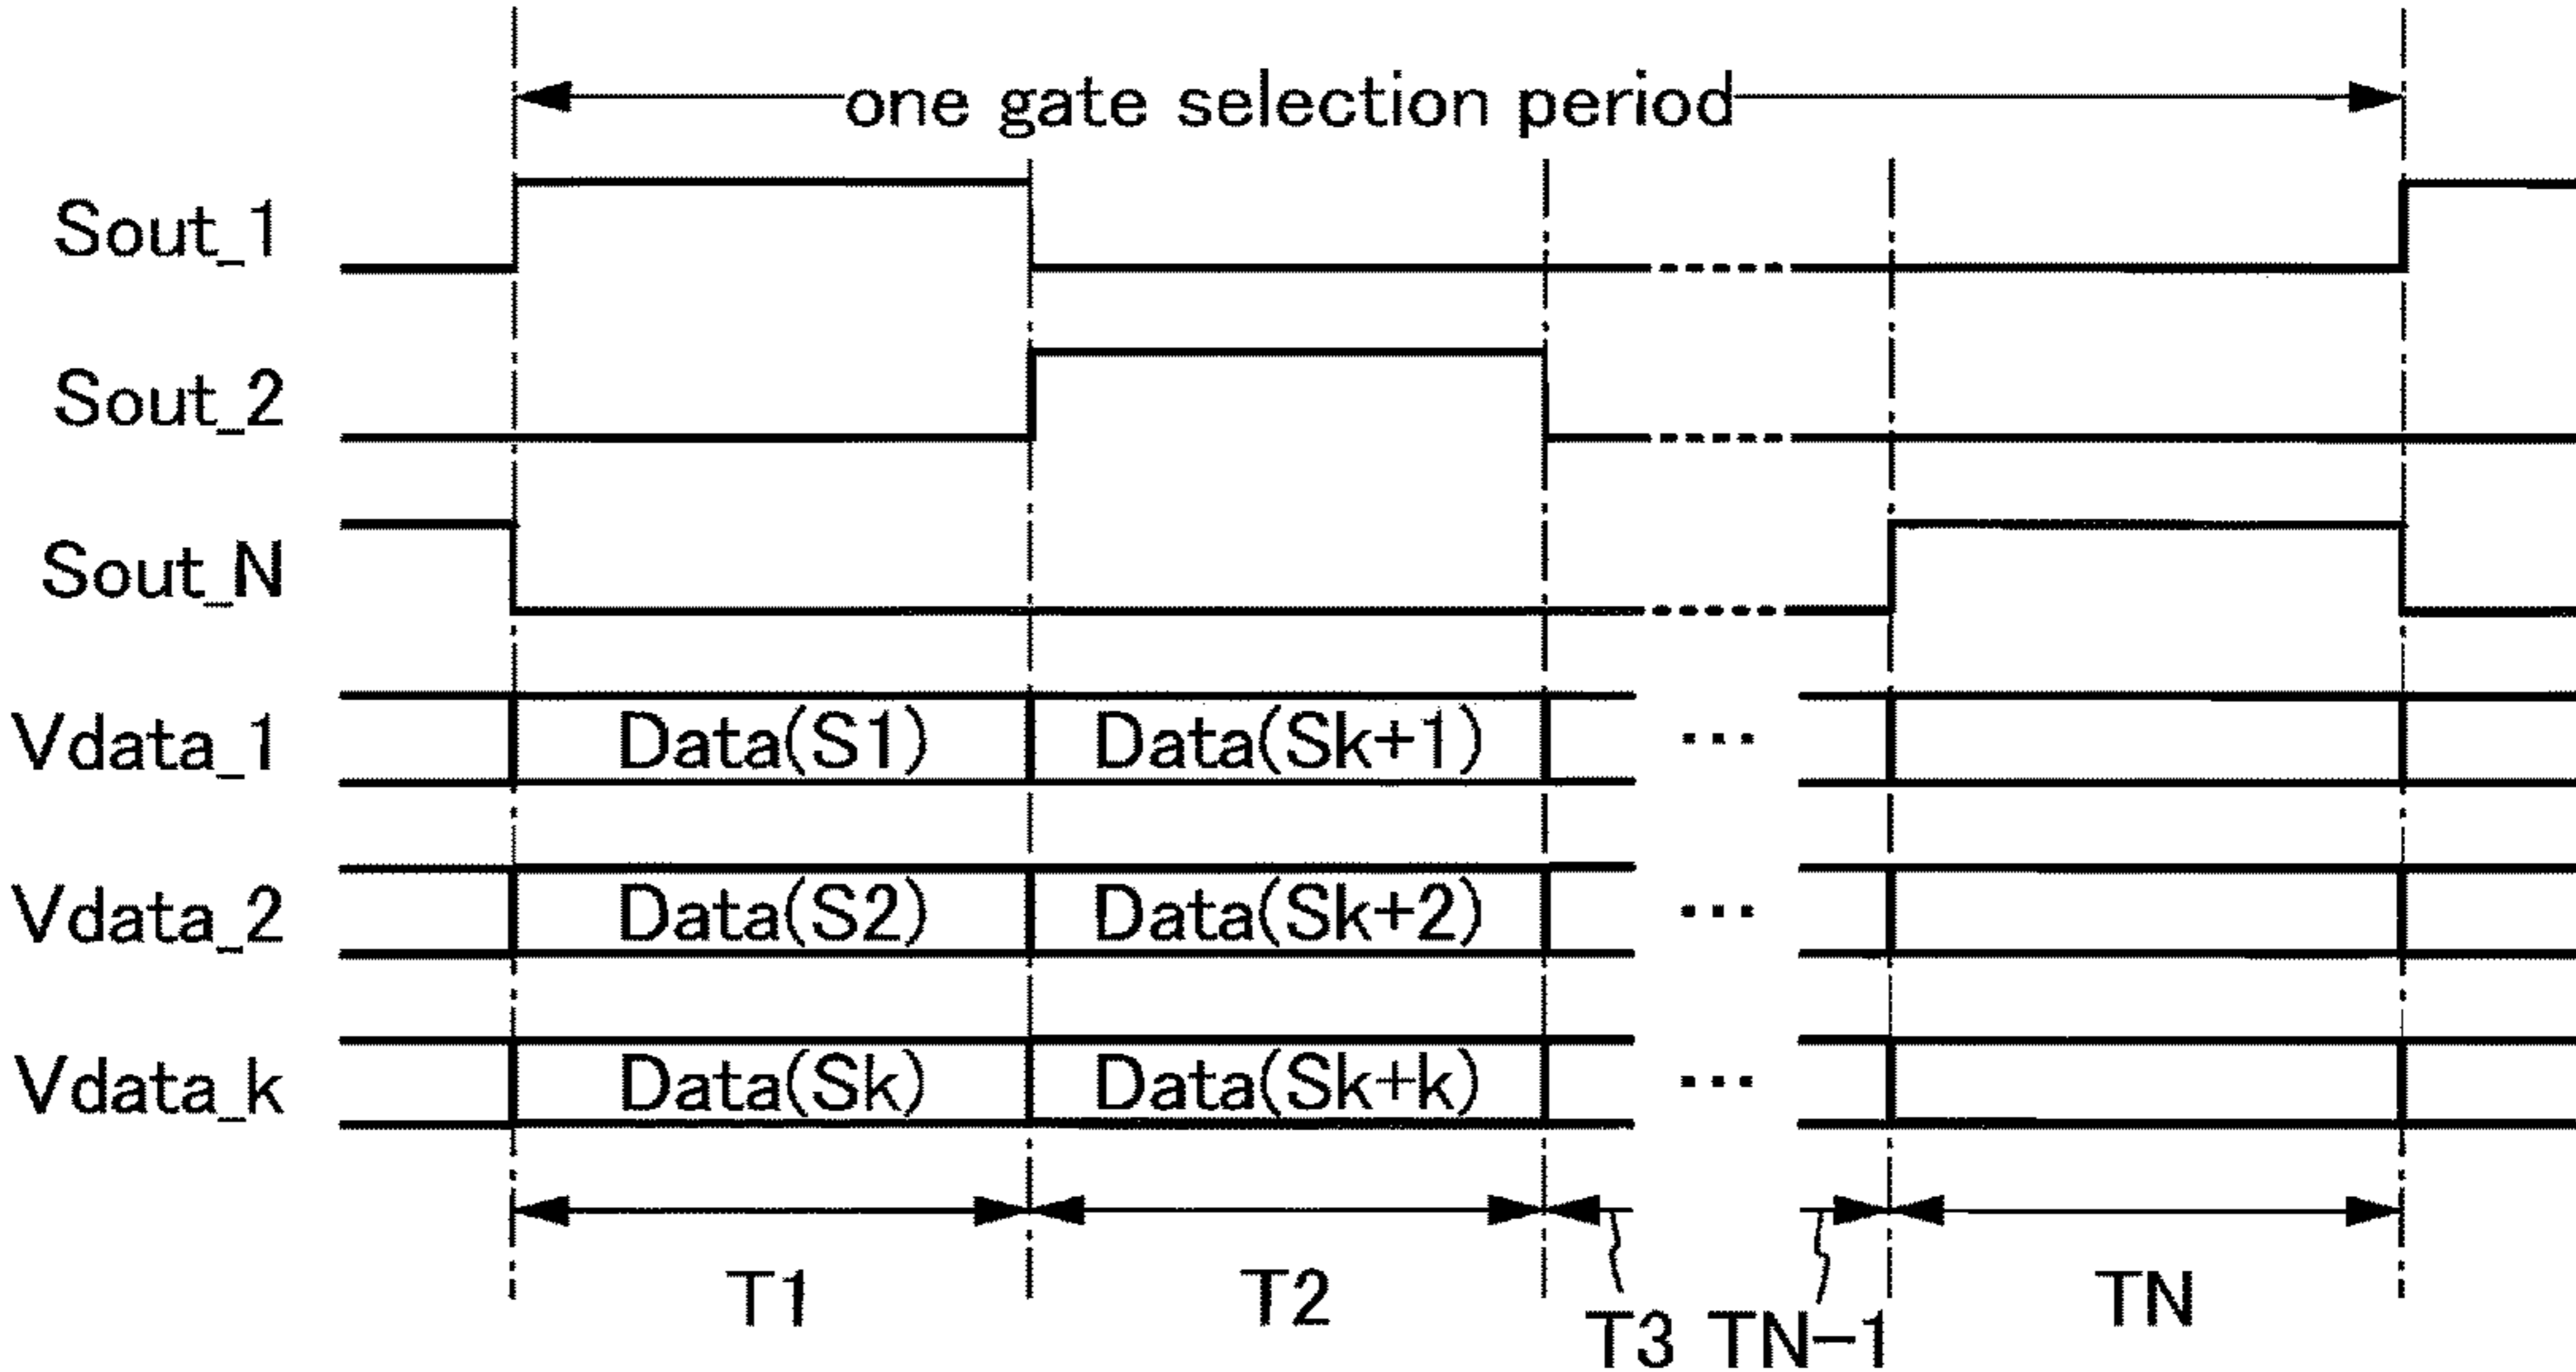 one gate selection period
Sout_1
Sout_2
Sout_N
Vdata_1 Data(S1) Data(Sk+1) ...
Vdata_2 Data(S2) Data(Sk+2) ...
Vdata_k Data(Sk) Data(Sk+k) ...
T1 T2 T3 TN-1 TN